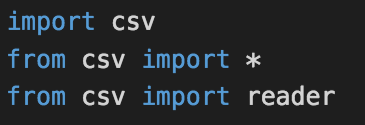 import csv
from csv import *
from csv import reader